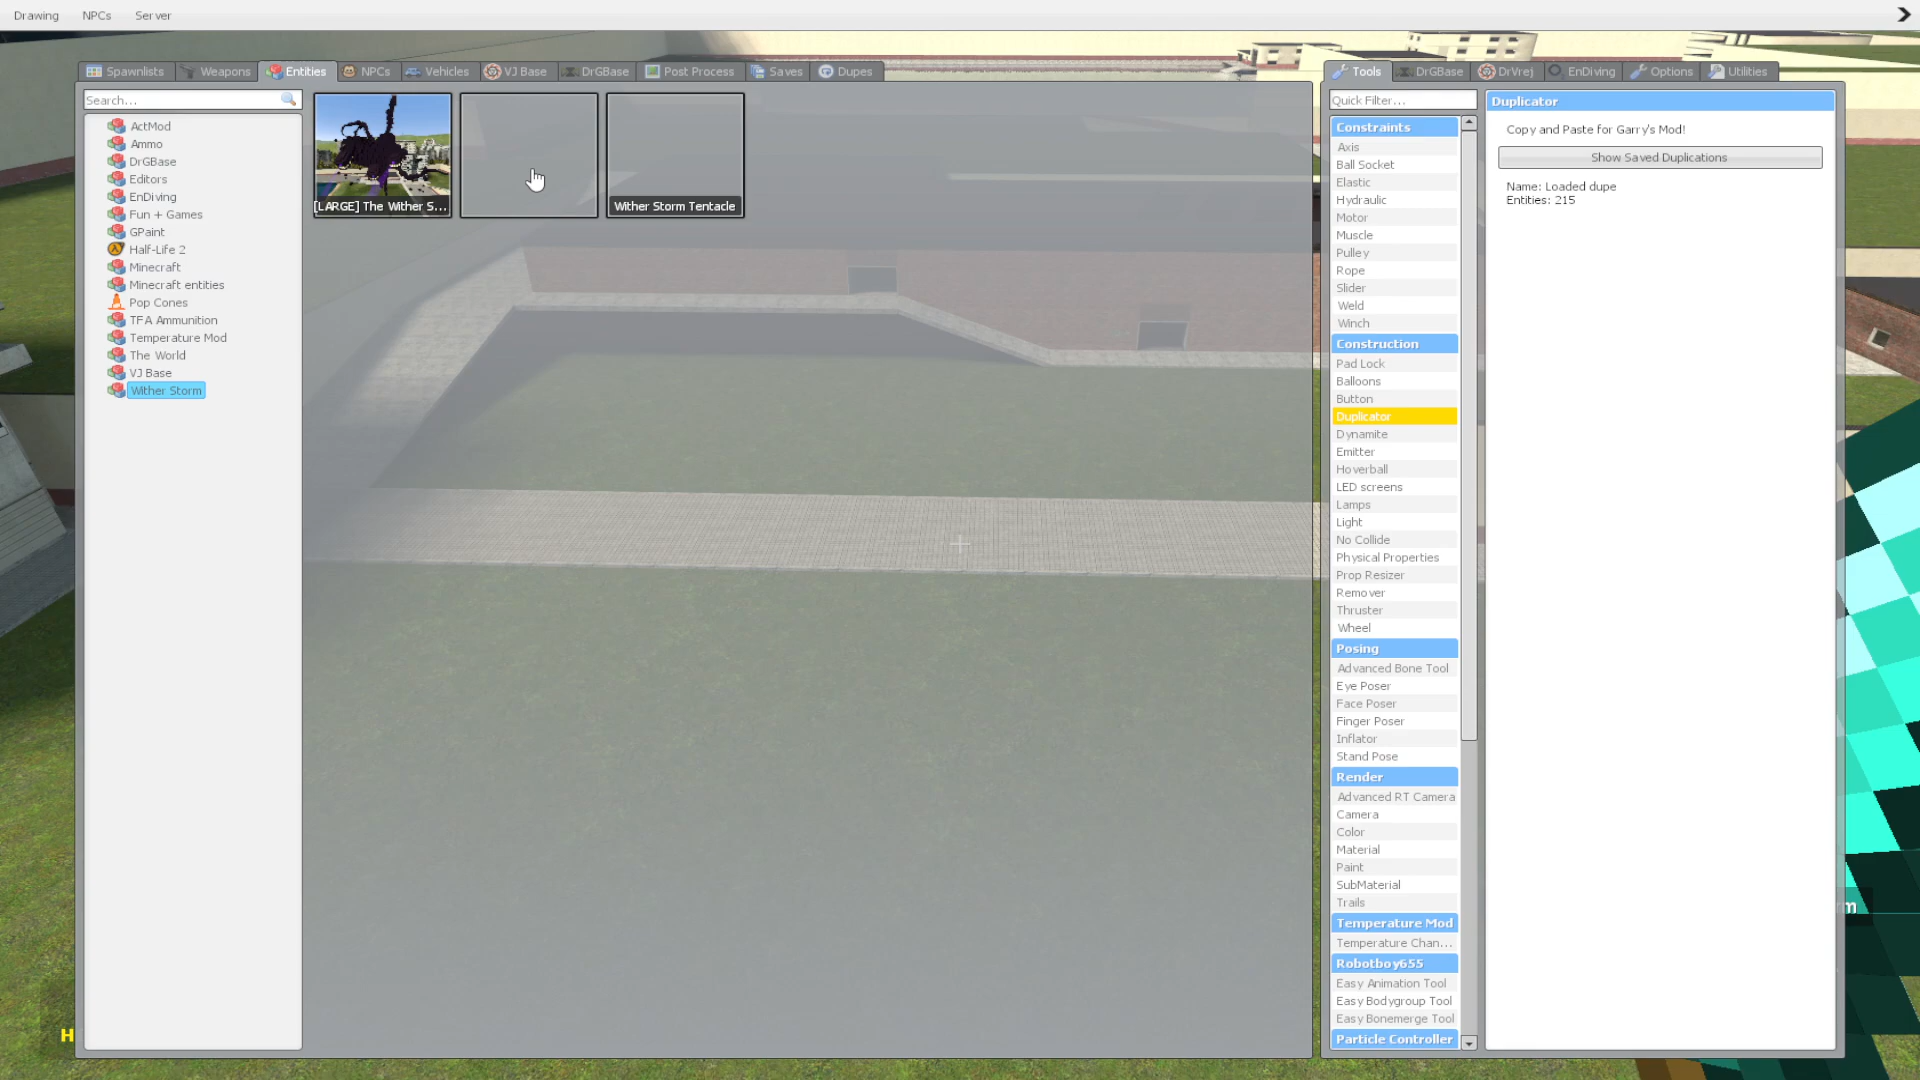 Drawing NPCs Server
Spawnlists Weapons Entities NPCs Vehicles VJ Base DrGBase Post Process Saves Dupes
Search...
ActMod
Ammo
DrGBase
Editors
EnDiving
Fun + Games
GPaint
Half-Life 2
Minecraft
Minecraft entities
Pop Cones
TFA Ammunition
Temperature Mod
The World
VJ Base
Wither Storm
[LARGE] The Wither S...
Wither Storm Tentacle
H
Tools DrGBase DrVrej EnDiving Options Utilities
Quick Filter...
Constraints
Axis
Ball Socket
Elastic
Hydraulic
Motor
Muscle
Pulley
Rope
Slider
Weld
Winch
Construction
Pad Lock
Balloons
Button
Duplicator
Dynamite
Emitter
Hoverball
LED screens
Lamps
Light
No Collide
Physical Properties
Prop Resizer
Remover
Thruster
Wheel
Posing
Advanced Bone Tool
Eye Poser
Face Poser
Finger Poser
Inflator
Stand Pose
Render
Advanced RT Camera
Camera
Color
Material
Paint
SubMaterial
Trails
Temperature Mod
Temperature Chan...
Robotboy655
Easy Animation Tool
Easy Bodygroup Tool
Easy Bonemerge Tool
Particle Controller
Duplicator
Copy and Paste for Garry's Mod!
Show Saved Duplications
Name: Loaded dupe
Entities: 215